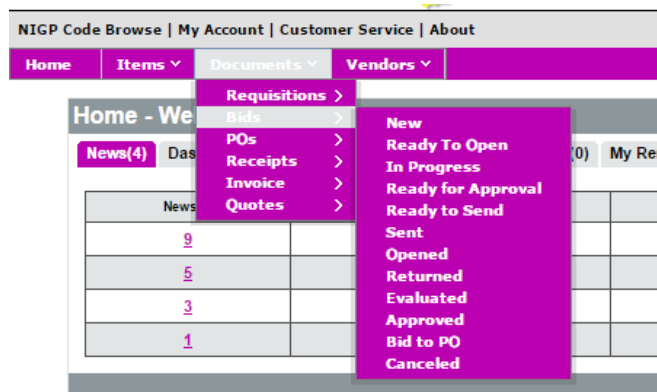 NIGP Code Browse | My Account | Customer Service | About
Home Items Documents Vendors
Requisitions
Bids
POs
Receipts
Invoice
Quotes
New
Ready To Open
In Progress
Ready for Approval
Ready to Send
Sent
Opened
Returned
Evaluated
Approved
Bid to PO
Canceled
Home - We
News(4) Das (0) My Re
News
9
5
3
1